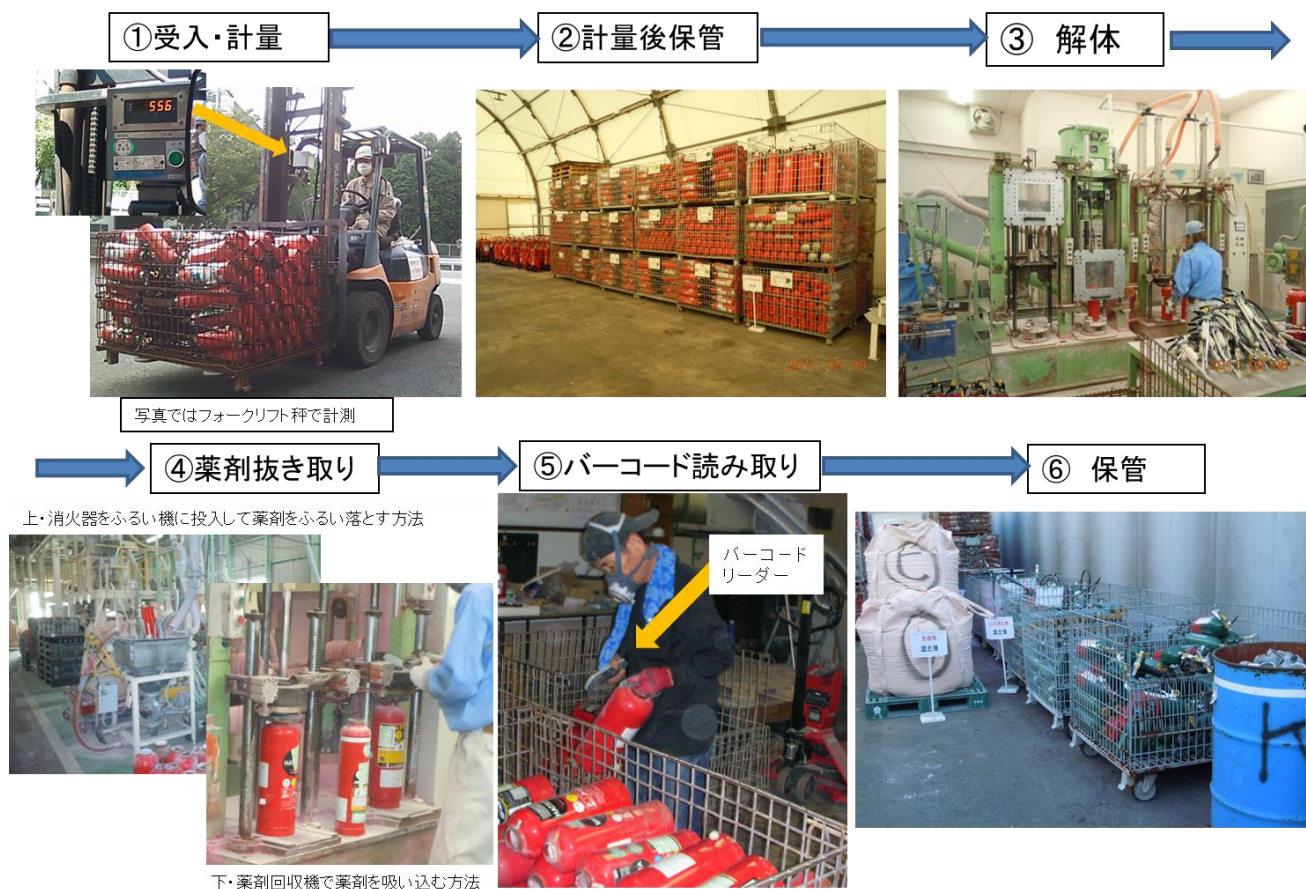 ①受入・計量
②計量後保管
③ 解体
556
写真ではフォークリフト秤で計測
④薬剤抜き取り
⑤バーコード読み取り
⑥ 保管
上・消火器をふるい機に投入して薬剤をふるい落とす方法
バーコード
リーダー
下・薬剤回収機で薬剤を吸い込む方法
C
K